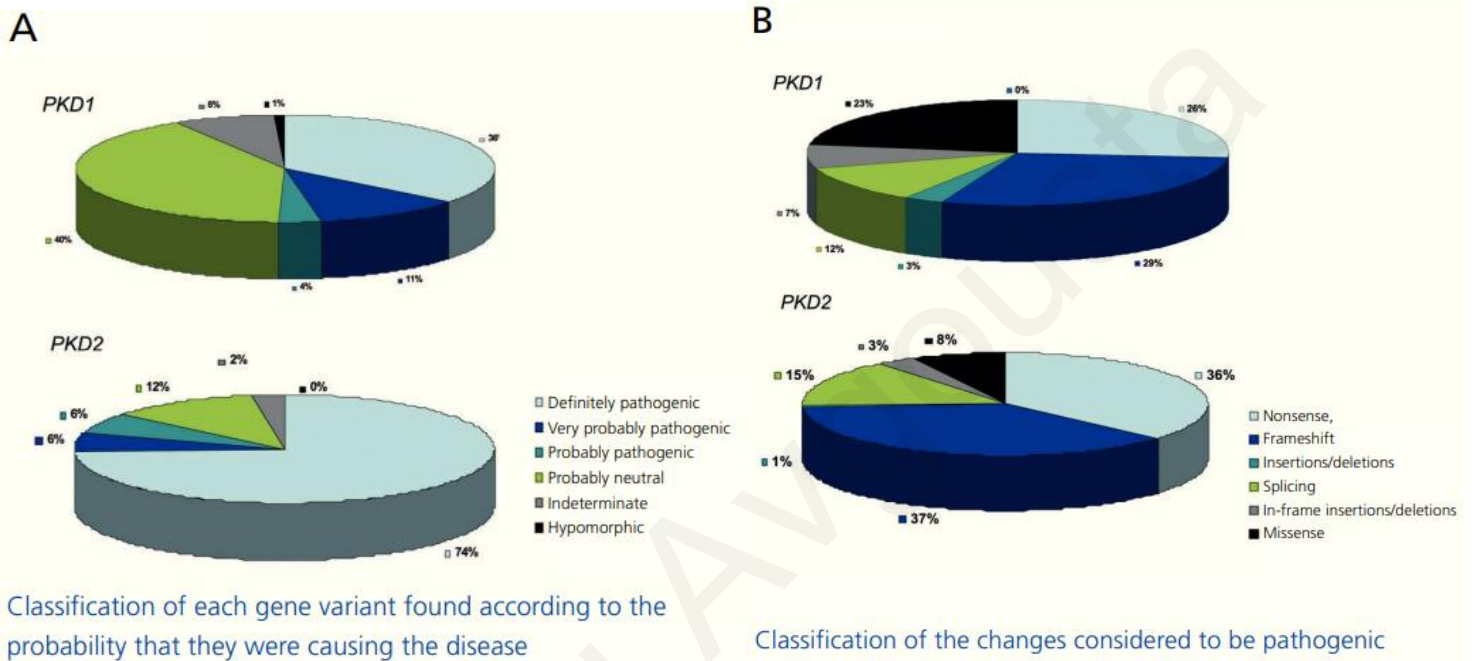 A
PKD1
8%
1%
36
40%
4%
11%
PKD2
2%
12%
0%
6%
6%
74%
Definitely pathogenic
Very probably pathogenic
Probably pathogenic
Probably neutral
Indeterminate
Hypomorphic
Classification of each gene variant found according to the
probability that they were causing the disease
B
PKD1
0%
23%
26%
7%
12%
3%
29%
PKD2
3%
8%
15%
36%
1%
37%
Nonsense,
Frameshift
Insertions/deletions
Splicing
In-frame insertions/deletions
Missense
Classification of the changes considered to be pathogenic